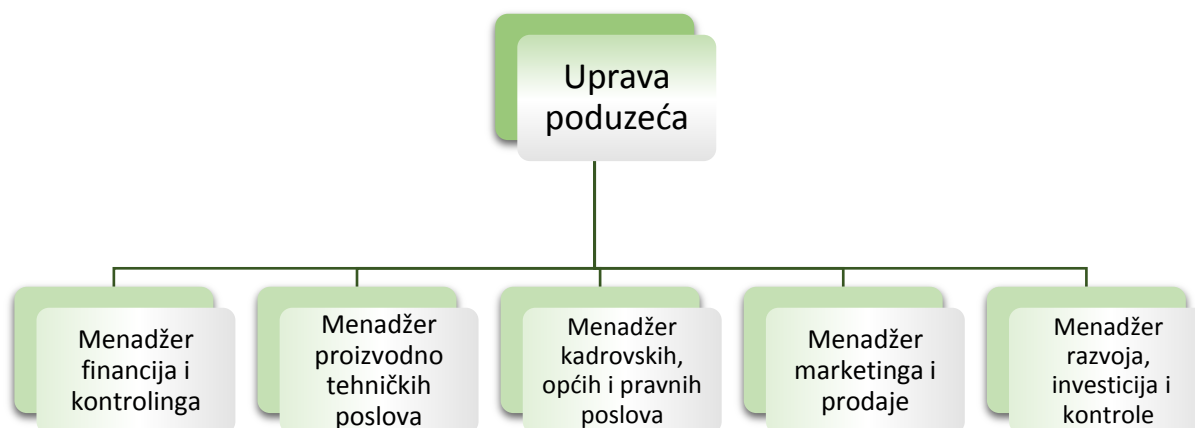 Uprava
poduzeća
Menadžer
financija i
kontrolinga
Menadžer
proizvodno
tehničkih
poslova
Menadžer
kadrovskih,
općih i pravnih
poslova
Menadžer
marketinga i
prodaje
Menadžer
razvoja,
investicija i
kontrole